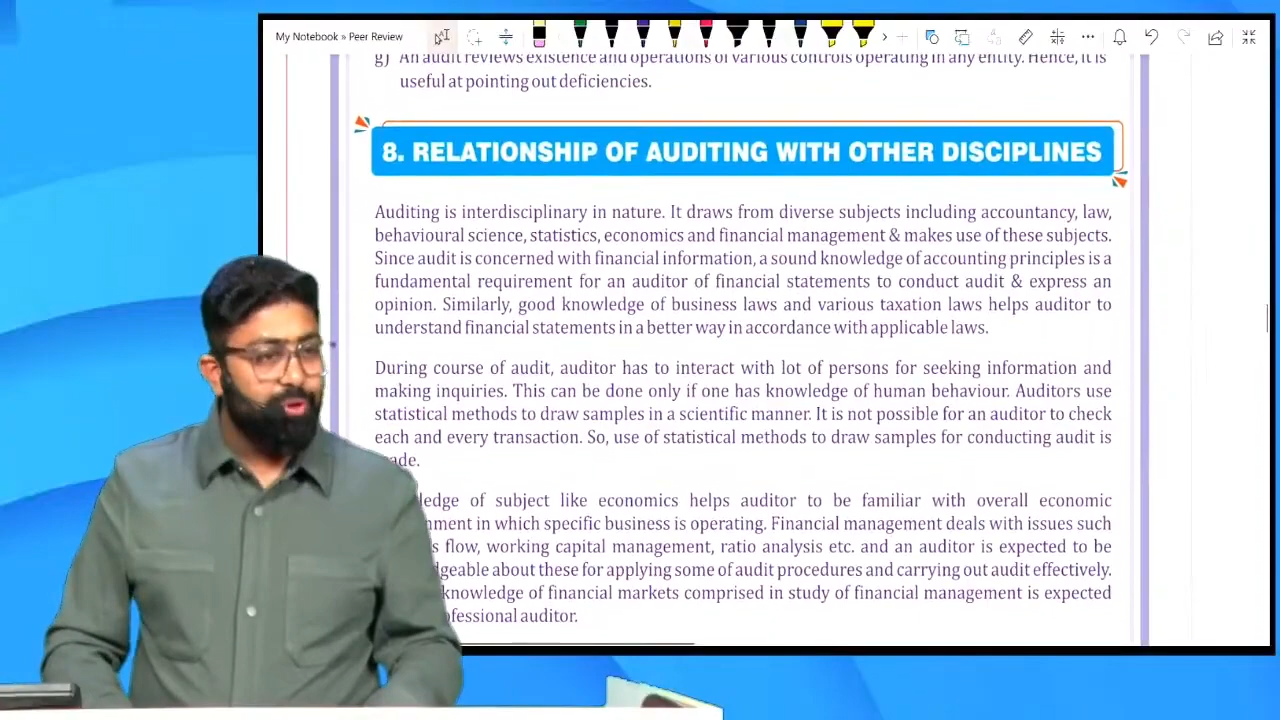 My Notebook » Peer Review
g) An audit reviews existence and operations of various controls operating in any entity. Hence, it is
useful at pointing out deficiencies.
8. RELATIONSHIP OF AUDITING WITH OTHER DISCIPLINES
Auditing is interdisciplinary in nature. It draws from diverse subjects including accountancy, law,
behavioural science, statistics, economics and financial management & makes use of these subjects.
Since audit is concerned with financial information, a sound knowledge of accounting principles is a
fundamental requirement for an auditor of financial statements to conduct audit & express an
opinion. Similarly, good knowledge of business laws and various taxation laws helps auditor to
understand financial statements in a better way in accordance with applicable laws.
During course of audit, auditor has to interact with lot of persons for seeking information and
making inquiries. This can be done only if one has knowledge of human behaviour. Auditors use
statistical methods to draw samples in a scientific manner. It is not possible for an auditor to check
each and every transaction. So, use of statistical methods to draw samples for conducting audit is
ade.
ledge of subject like economics helps auditor to be familiar with overall economic
nment in which specific business is operating. Financial management deals with issues such
s flow, working capital management, ratio analysis etc. and an auditor is expected to be
dgeable about these for applying some of audit procedures and carrying out audit effectively.
knowledge of financial markets comprised in study of financial management is expected
ofessional auditor.